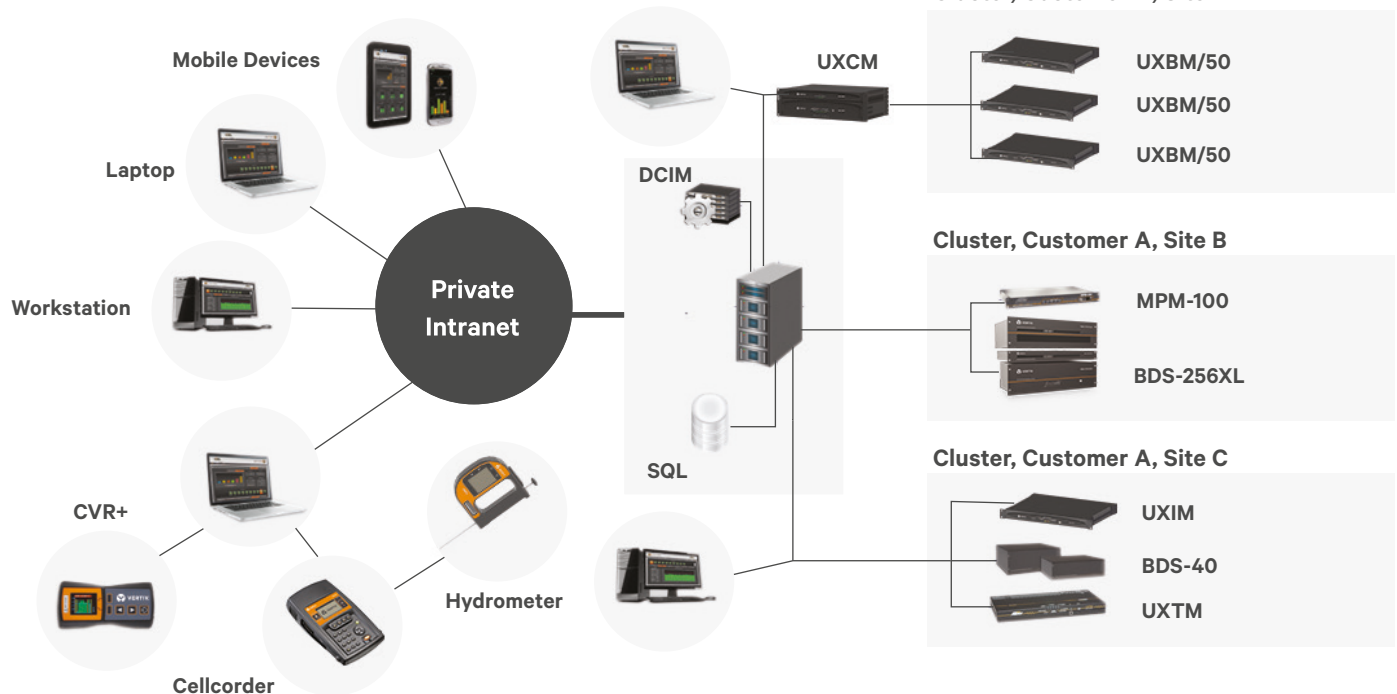 Mobile Devices
UXCM
UXBM/50
UXBM/50
UXBM/50
Laptop
DCIM
Cluster, Customer A, Site B
Private
Intranet
MPM-100
Workstation
BDS-256XL
SQL
Cluster, Customer A, Site C
CVR+
UXIM
BDS-40
Hydrometer
UXTM
VERTIV
Cellcorder